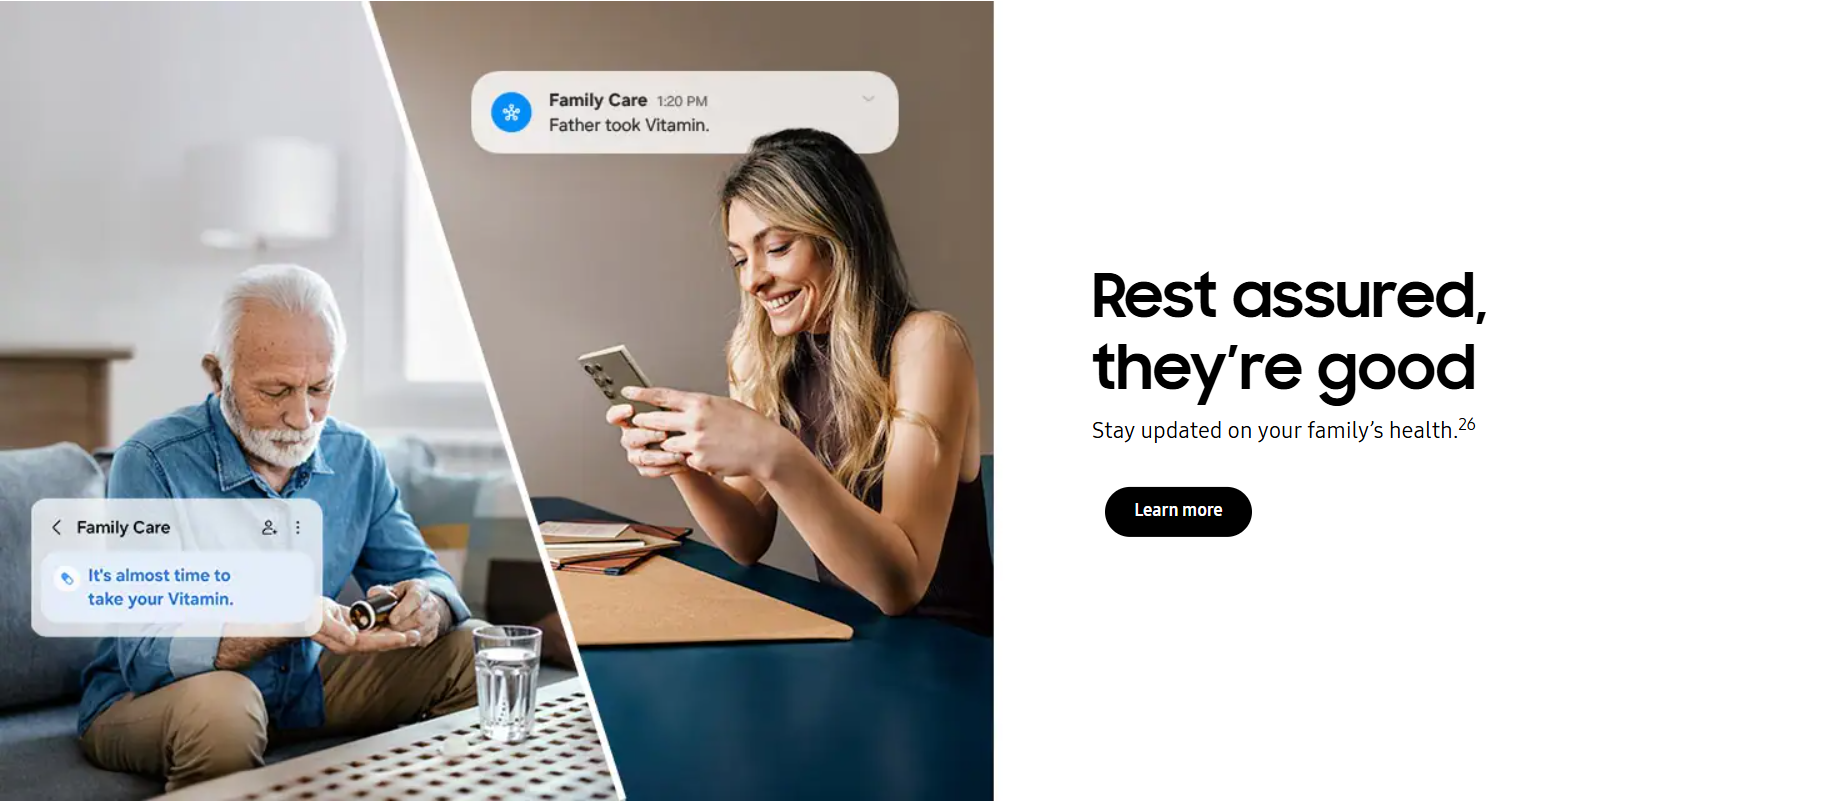 Family Care 1:20 PM
Father took Vitamin.
Family Care
It's almost time to
take your Vitamin.
Rest assured,
they’re good
Stay updated on your family’s health.26
Learn more